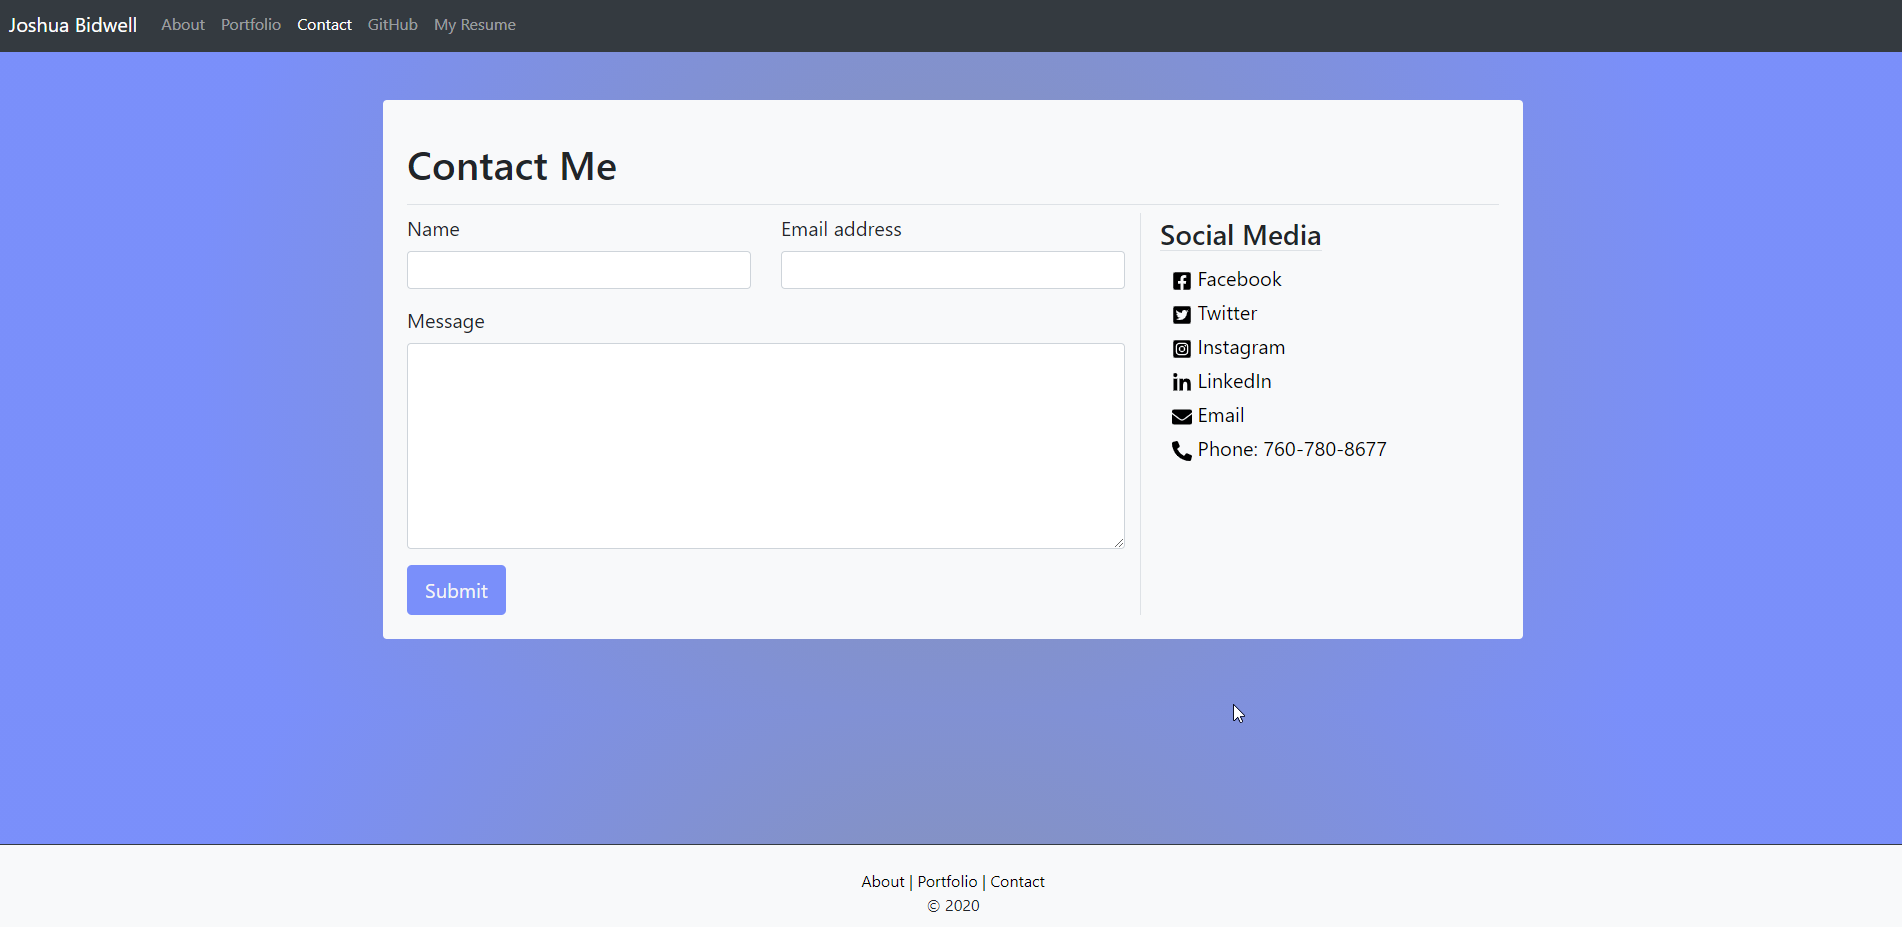 Joshua Bidwell About Portfolio Contact GitHub My Resume
Contact Me
Name
Email address
Message
Submit
Social Media
Facebook
Twitter
Instagram
LinkedIn
Email
Phone: 760-780-8677
About | Portfolio | Contact
© 2020